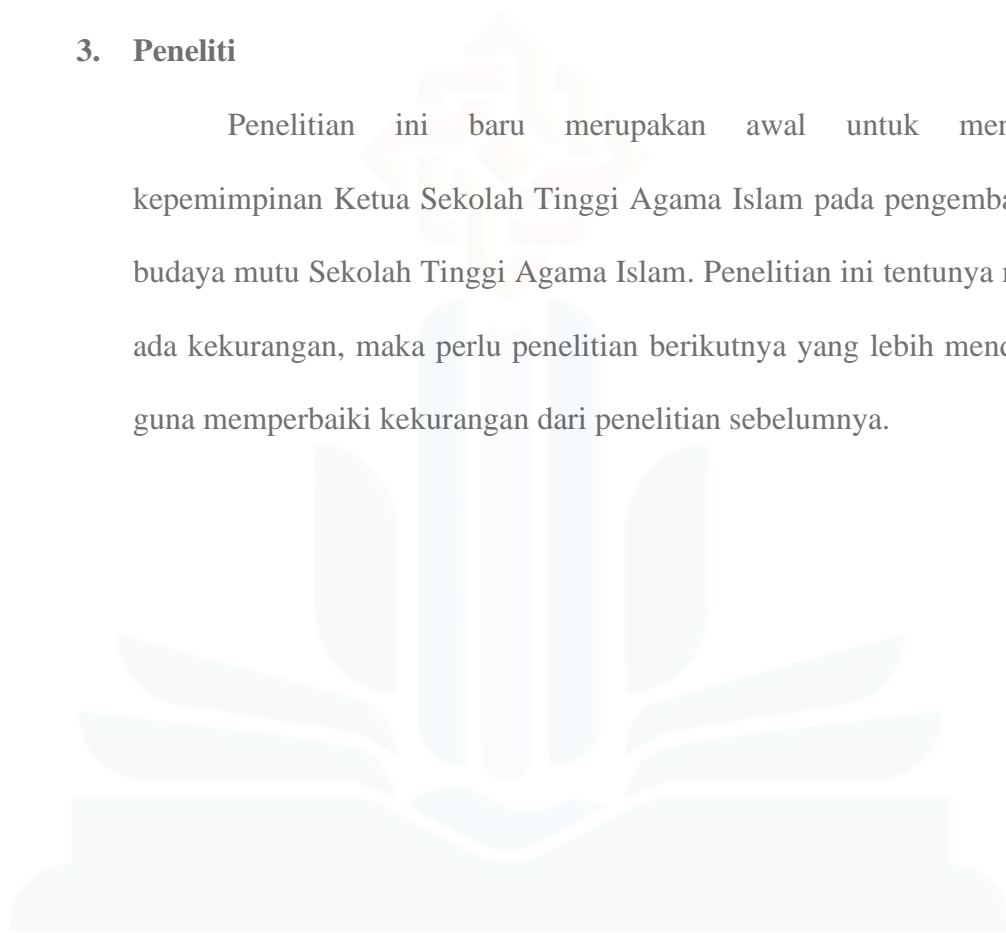 3. Peneliti
Penelitian ini baru merupakan awal untuk
kepemimpinan Ketua Sekolah Tinggi Agama Islam pada
budaya mutu Sekolah Tinggi Agama Islam. Penelitian ini tentunya
ada kekurangan, maka perlu penelitian berikutnya yang lebih
guna memperbaiki kekurangan dari penelitian sebelumnya.